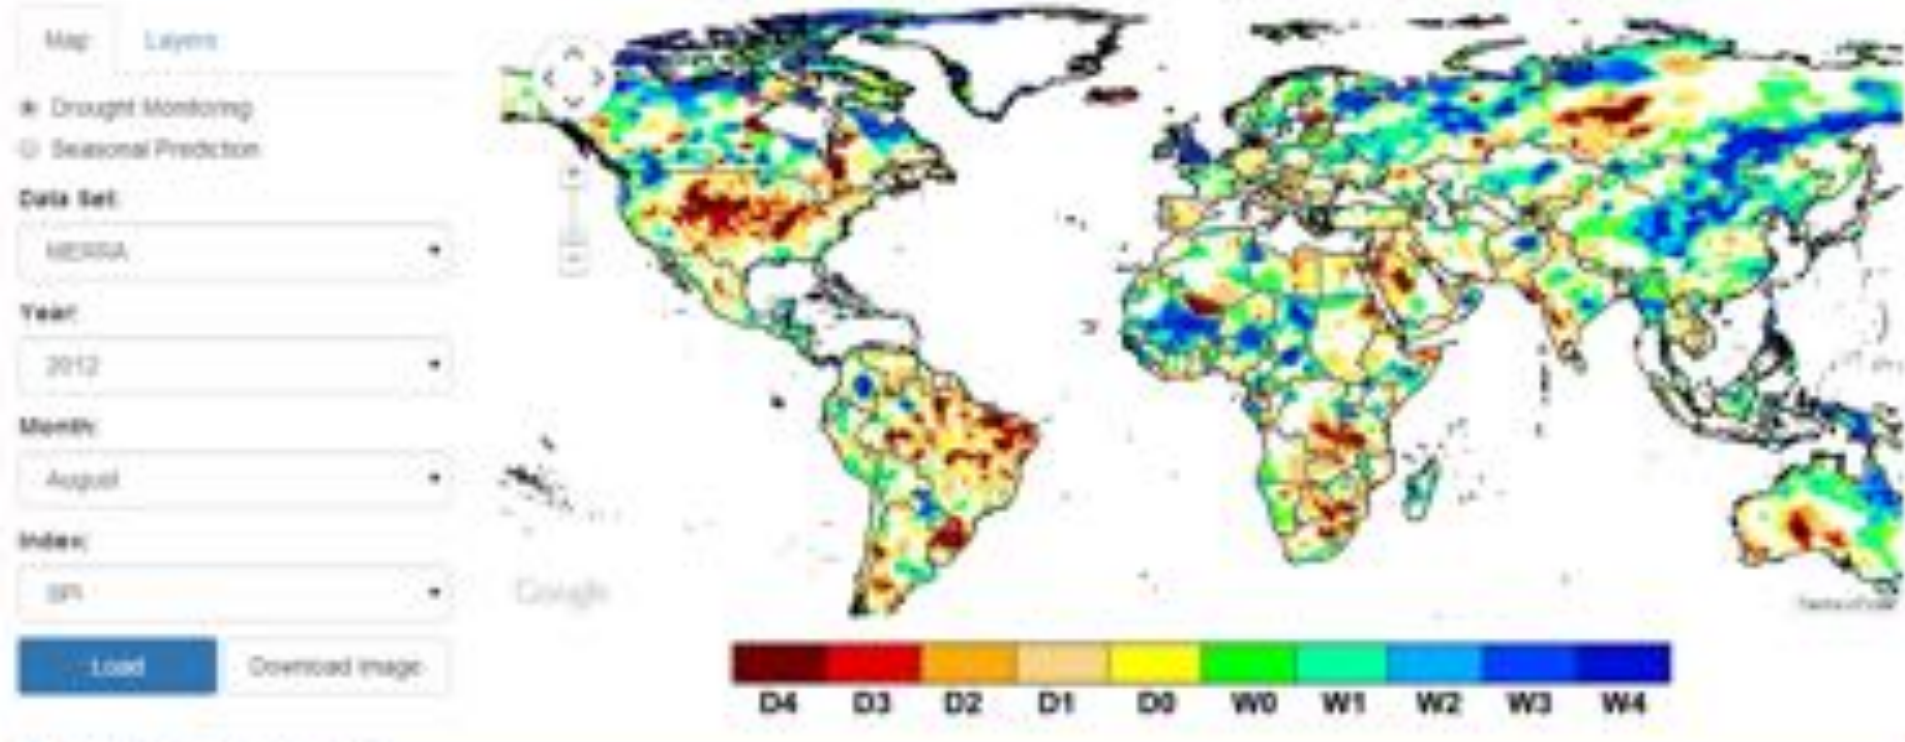 Map Layers
Drought Monitoring
Seasonal Prediction
Data Set:
MERRA
Year:
2012
Month:
August
Index:
SPI
Load Download Image
Google
D4 D3 D2 D1 D0 W0 W1 W2 W3 W4